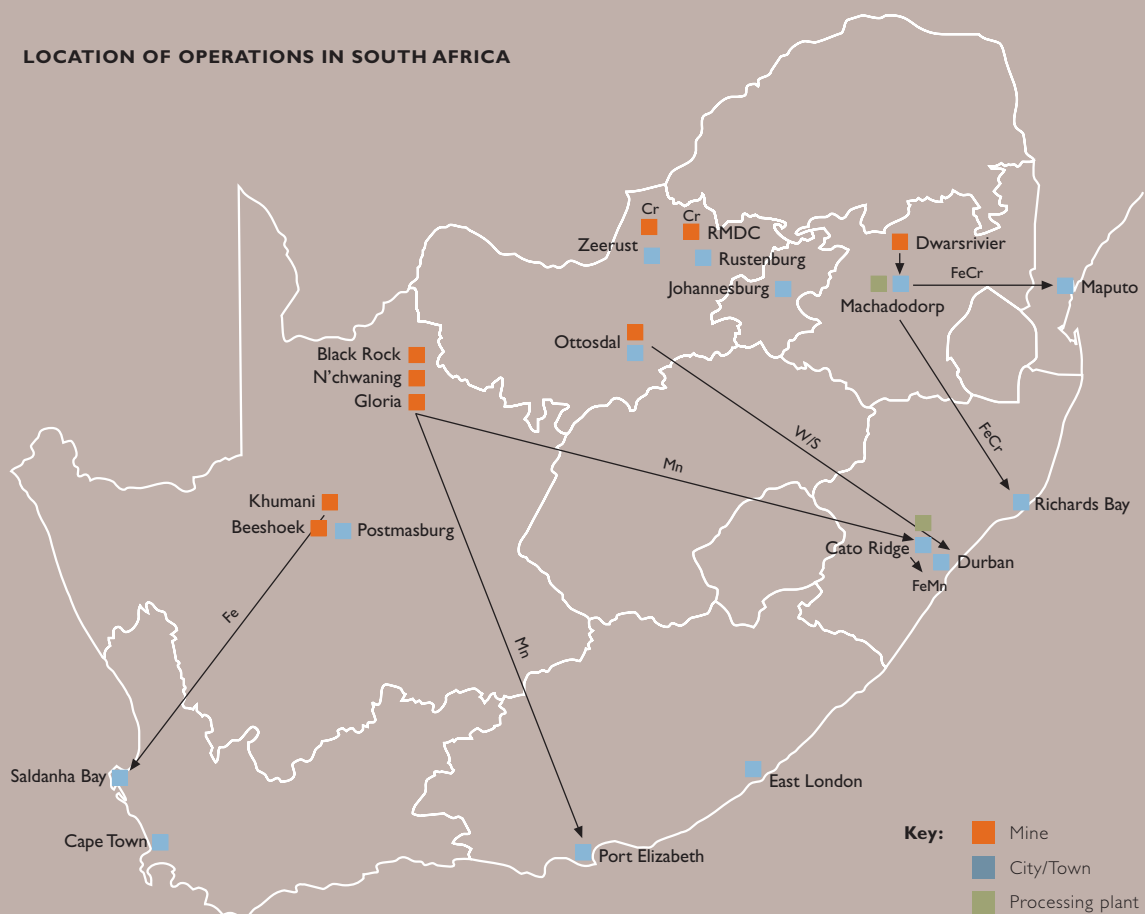 LOCATION OF OPERATIONS IN SOUTH AFRICA
Cr
Cr
RMDC
Zeerust
Rustenburg
Dwarsrivier
FeCr
Johannesburg
Maputo
Machadodorp
Ottosdal
Black Rock
N'chwaning
Gloria
W/S
FeCr
Mn
Khumani
Richards Bay
Beeshoek
Postmasburg
Cato Ridge
Durban
FeMn
Fe
Mn
Saldanha Bay
East London
Cape Town
Port Elizabeth
Key:
Mine
City/Town
Processing plant